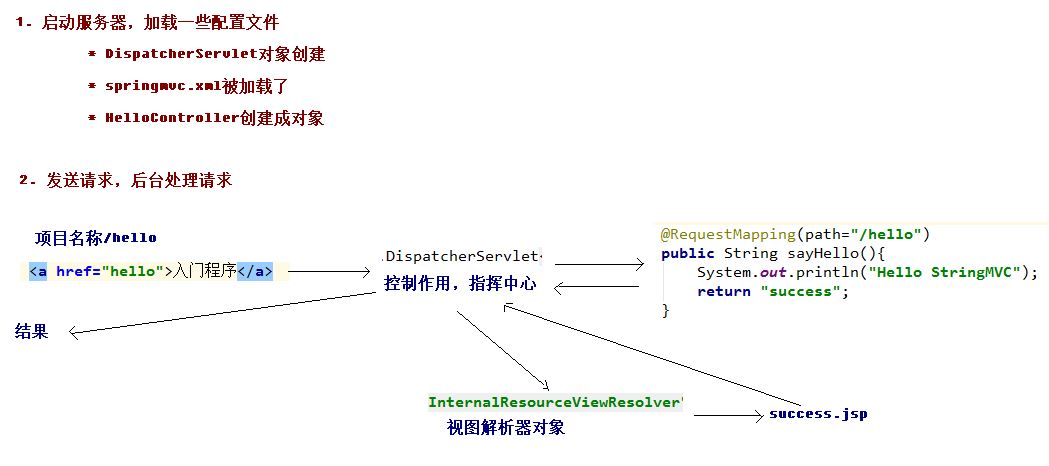 1. 启动服务器，加载一些配置文件
* DispatcherServlet对象创建
* springmvc.xml被加载了
* HelloController创建成对象
2. 发送请求，后台处理请求
项目名称/hello
<a href="hello">入门程序</a>
.DispatcherServlet
控制作用，指挥中心
@RequestMapping(path="/hello")
public String sayHello(){
System.out.println("Hello StringMVC");
return "success";
}
结果
InternalResourceViewResolver"
视图解析器对象
success.jsp